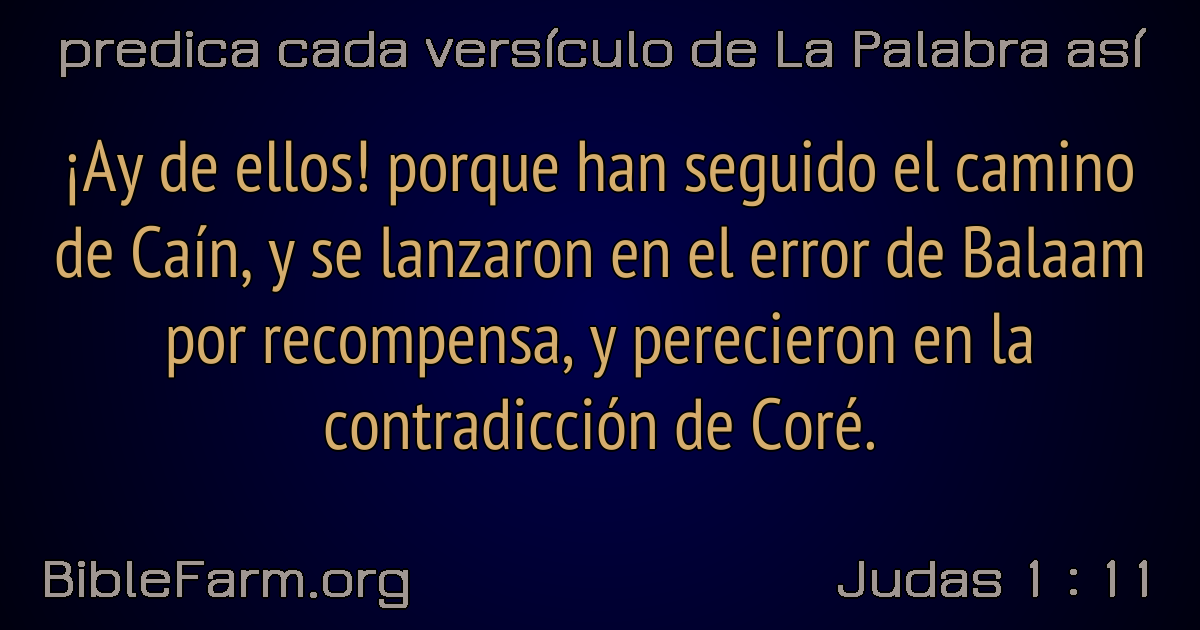 predica cada versículo de La Palabra así
¡Ay de ellos! porque han seguido el camino
de Caín, y se lanzaron en el error de Balaam
por recompensa, y perecieron en la
contradicción de Coré.
BibleFarm.org
Judas 1 : 11